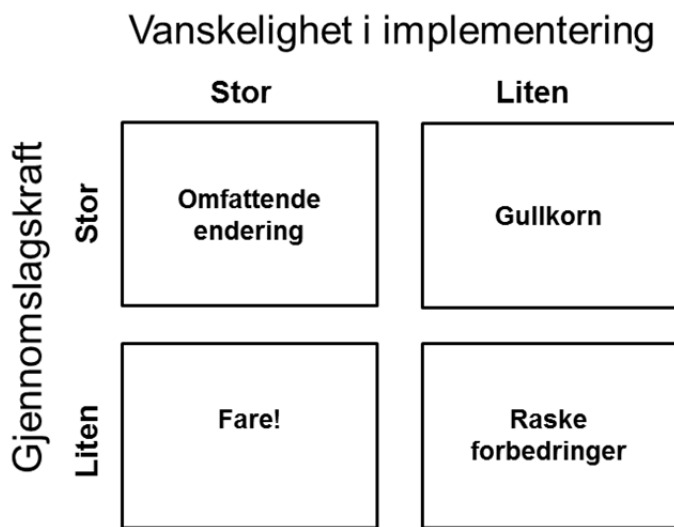 Vanskelighet i implementering
Stor
Liten
Gjennomslagskraft
Stor
Omfattende
endering
Gullkorn
Liten
Fare!
Raske
forbedringer